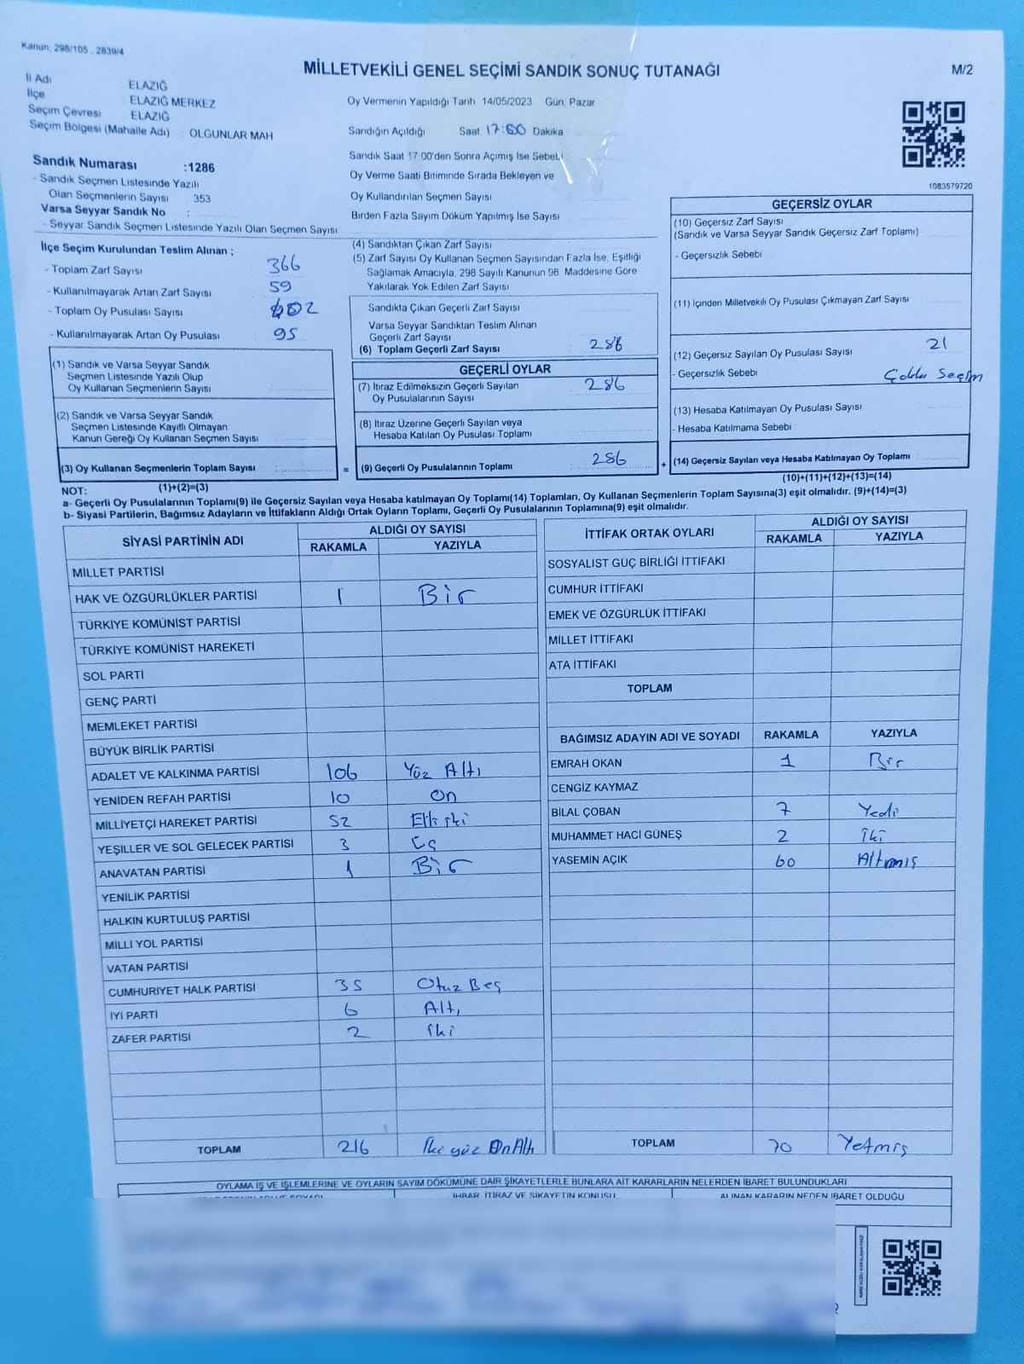 Kanun: 298/105 . 2839/4
MİLLETVEKİLİ GENEL SEÇİMİ SANDIK SONUÇ TUTANAĞI
M/2
İl Adı ELAZIĞ
İlçe ELAZIĞ MERKEZ
Seçim Çevresi ELAZIĞ
Seçim Bölgesi (Mahalle Adı) OLGUNLAR MAH
Sandık Numarası :1286
- Sandık Seçmen Listesinde Yazılı
Olan Seçmenlerin Sayısı 353
Varsa Seyyar Sandık No :
- Seyyar Sandık Seçmen Listesinde Yazılı Olan Seçmen Sayısı
Oy Vermenin Yapıldığı Tarih 14/05/2023 Gün: Pazar
Sandığın Açıldığı Saat 17:00 Dakika
Sandık Saat 17 00'den Sonra Açımış İse Sebebi
Oy Verme Saati Bitiminde Sırada Bekleyen ve
Oy Kullandırılan Seçmen Sayısı
Birden Fazla Sayım Döküm Yapılmış İse Sayısı
1083579720
İlçe Seçim Kurulundan Teslim Alınan ;
- Toplam Zarf Sayısı 366
- Kullanılmayarak Artan Zarf Sayısı 59
- Toplam Oy Pusulası Sayısı 402
- Kullanılmayarak Artan Oy Pusulası 95
(1) Sandık ve Varsa Seyyar Sandık
Seçmen Listesinde Yazılı Olup
Oy Kullanan Seçmenlerin Sayısı
(2) Sandık ve Varsa Seyyar Sandık
Seçmen Listesinde Kayıtlı Olmayan
Kanun Gereği Oy Kullanan Seçmen Sayısı
(3) Oy Kullanan Seçmenlerin Toplam Sayısı
(1)+(2)=(3)
(4) Sandıktan Çıkan Zarf Sayısı
(5) Zarf Sayısı Oy Kullanan Seçmen Sayısından Fazla İse, Eşitliği
Sağlamak Amacıyla, 298 Sayılı Kanunun 98. Maddesine Göre
Yakılarak Yok Edilen Zarf Sayısı
Sandıkta Çıkan Geçerli Zarf Sayısı
Varsa Seyyar Sandıktan Teslim Alınan
Geçerli Zarf Sayısı
(6) Toplam Geçerli Zarf Sayısı 286
GEÇERLİ OYLAR
(7) İtiraz Edilmeksizin Geçerli Sayılan
Oy Pusulalarının Sayısı 286
(8) İtiraz Üzerine Geçerli Sayılan veya
Hesaba Katılan Oy Pusulası Toplamı
= (9) Geçerli Oy Pusulalarının Toplamı 286
GEÇERSİZ OYLAR
(10) Geçersiz Zarf Sayısı
(Sandık ve Varsa Seyyar Sandık Geçersiz Zarf Toplamı)
- Geçersizlik Sebebi
(11) İçinden Milletvekili Oy Pusulası Çıkmayan Zarf Sayısı
(12) Geçersiz Sayılan Oy Pusulası Sayısı 21
- Geçersizlik Sebebi Çoklu Seçim
(13) Hesaba Katılmayan Oy Pusulası Sayısı
- Hesaba Katılmama Sebebi
+ (14) Geçersiz Sayılan veya Hesaba Katılmayan Oy Toplamı
(10)+(11)+(12)+(13)=(14)
NOT:
a- Geçerli Oy Pusulalarının Toplamı(9) ile Geçersiz Sayılan veya Hesaba katılmayan Oy Toplamı(14) Toplamları, Oy Kullanan Seçmenlerin Toplam Sayısına(3) eşit olmalıdır. (9)+(14)=(3)
b- Siyasi Partilerin, Bağımsız Adayların ve İttifakların Aldığı Ortak Oyların Toplamı, Geçerli Oy Pusulalarının Toplamına(9) eşit olmalıdır.
SİYASİ PARTİNİN ADI ALDIĞI OY SAYISI
RAKAMLA YAZIYLA
MİLLET PARTİSİ
HAK VE ÖZGÜRLÜKLER PARTİSİ 1 Bir
TÜRKİYE KOMÜNİST PARTİSİ
TÜRKİYE KOMÜNİST HAREKETİ
SOL PARTİ
GENÇ PARTİ
MEMLEKET PARTİSİ
BÜYÜK BİRLİK PARTİSİ
ADALET VE KALKINMA PARTİSİ 106 Yüz Altı
YENİDEN REFAH PARTİSİ 10 On
MİLLİYETÇİ HAREKET PARTİSİ 52 Elli iki
YEŞİLLER VE SOL GELECEK PARTİSİ 3 Üç
ANAVATAN PARTİSİ 1 Bir
YENİLİK PARTİSİ
HALKIN KURTULUŞ PARTİSİ
MİLLİ YOL PARTİSİ
VATAN PARTİSİ
CUMHURİYET HALK PARTİSİ 35 Otuz Beş
İYİ PARTİ 6 Altı
ZAFER PARTİSİ 2 iki
TOPLAM 216 İki yüz OnAltı
İTTİFAK ORTAK OYLARI ALDIĞI OY SAYISI
RAKAMLA YAZIYLA
SOSYALİST GÜÇ BİRLİĞİ İTTİFAKI
CUMHUR İTTİFAKI
EMEK VE ÖZGÜRLÜK İTTİFAKI
MİLLET İTTİFAKI
ATA İTTİFAKI
TOPLAM
BAĞIMSIZ ADAYIN ADI VE SOYADI RAKAMLA YAZIYLA
EMRAH OKAN 1 Bir
CENGİZ KAYMAZ
BİLAL ÇOBAN 7 Yedi
MUHAMMET HACI GÜNEŞ 2 iki
YASEMİN AÇIK 60 Altmış
TOPLAM 70 Yetmiş
OYLAMA İŞ VE İŞLEMLERİNE VE OYLARIN SAYIM DÖKÜMÜNE DAİR ŞİKAYETLERLE BUNLARA AİT KARARLARIN NELERDEN İBARET BULUNDUKLARI
İHBAR, İTİRAZ VE ŞİKAYETİN KONUSU
ALINAN KARARIN NEDEN İBARET OLDUĞU